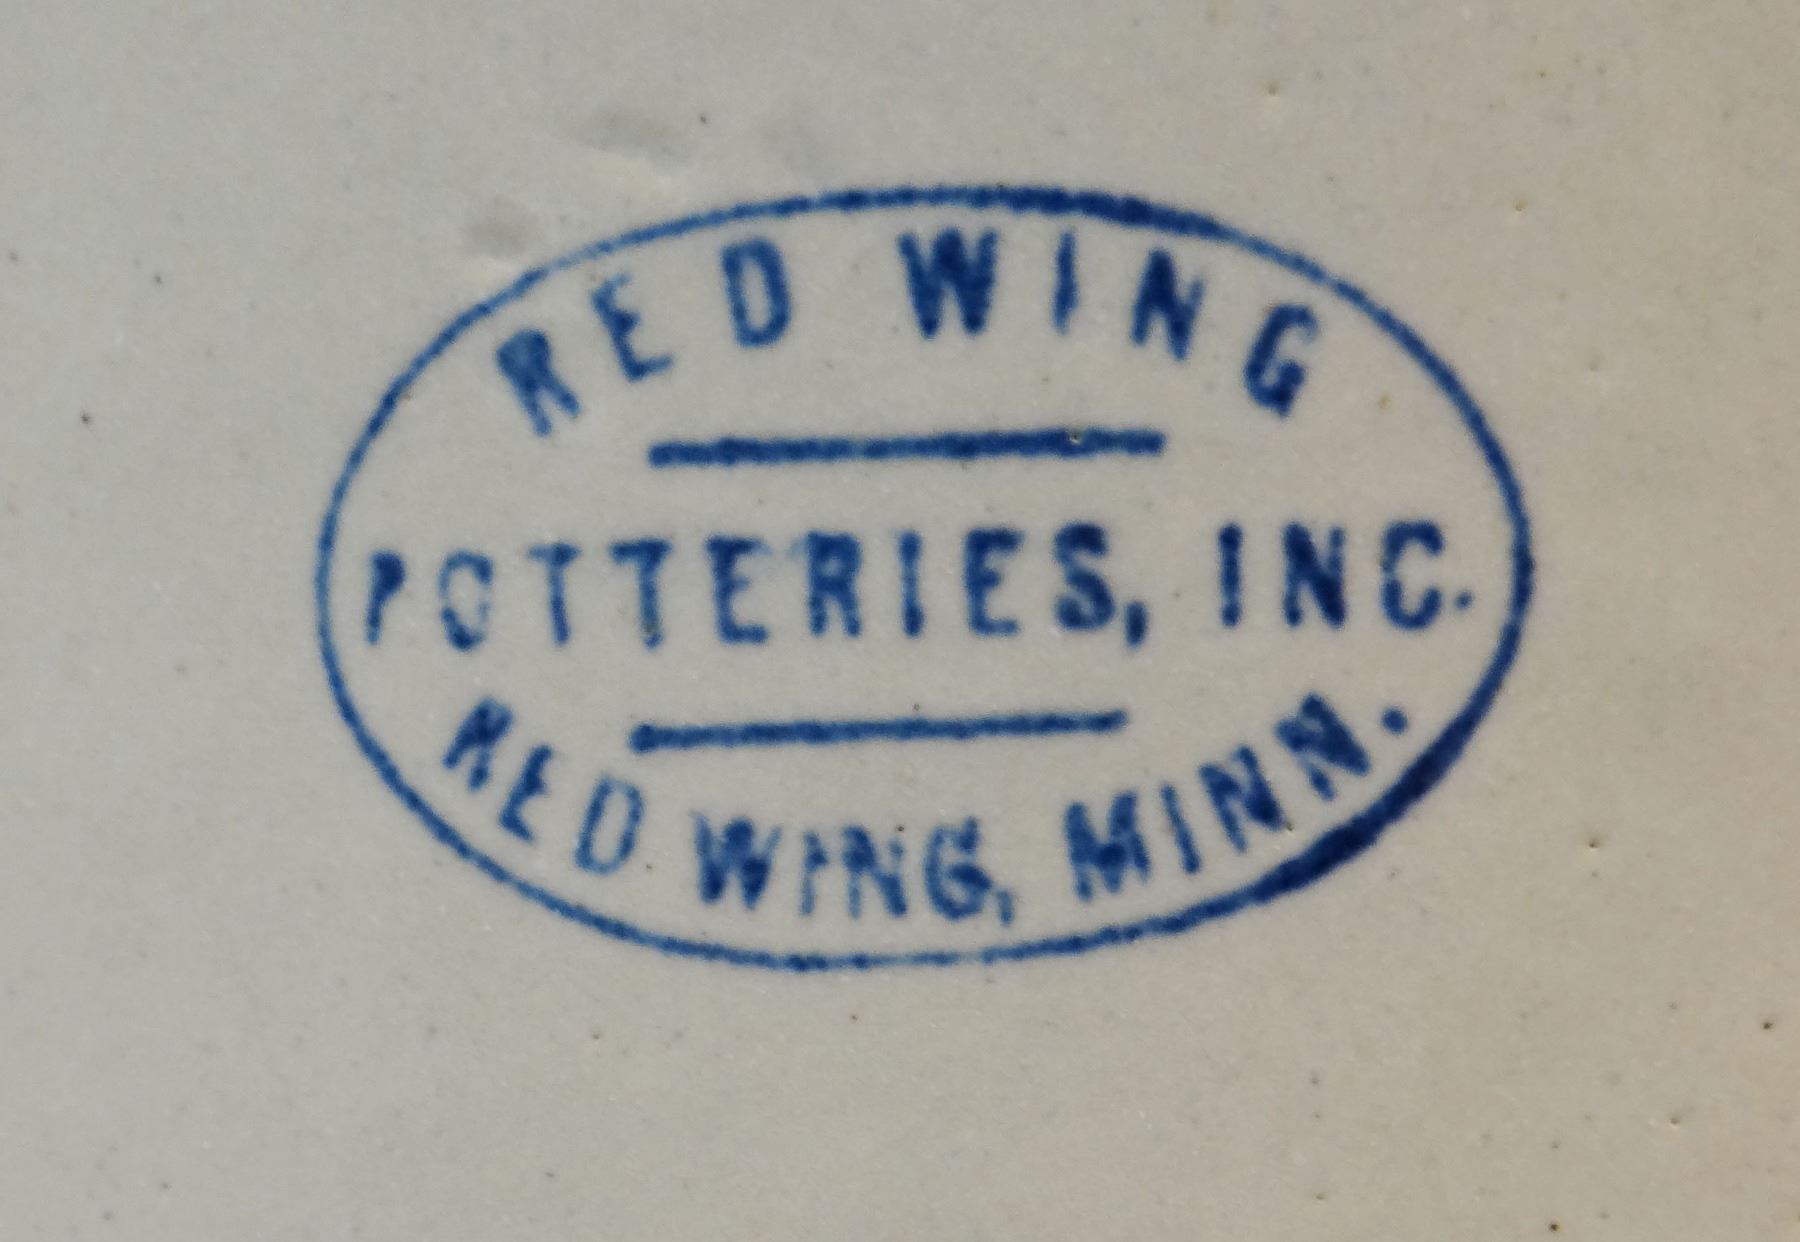 RED WING
POTTERIES, INC.
RED WING, MINN.